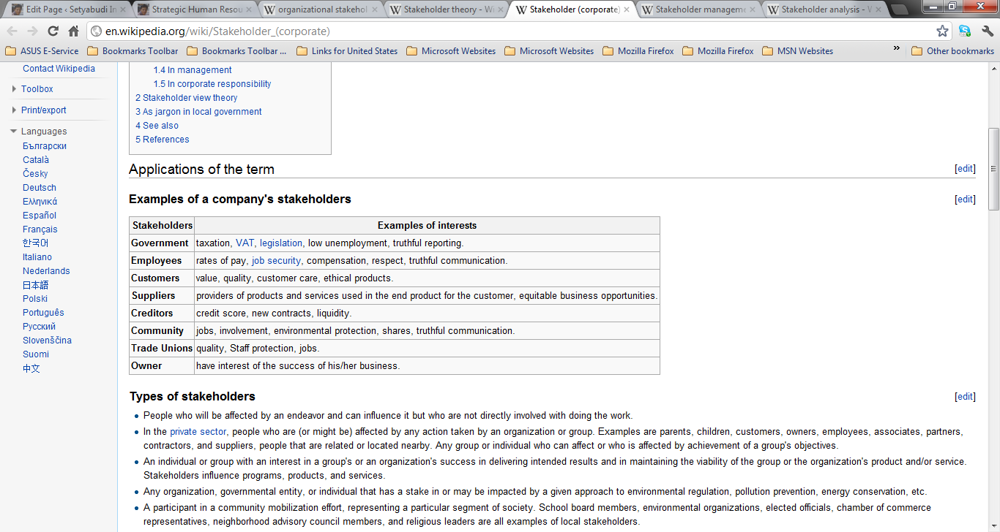 Edit Page ‹ Setyabudi In
Strategic Human Resou
organizational stakehol
Stakeholder theory - Wi
Stakeholder (corporate)
Stakeholder manageme
Stakeholder analysis - W
en.wikipedia.org/wiki/Stakeholder_(corporate)
ASUS E-Service
Bookmarks Toolbar
Bookmarks Toolbar ...
Links for United States
Microsoft Websites
Microsoft Websites
Mozilla Firefox
Mozilla Firefox
MSN Websites
»
Other bookmarks
Contact Wikipedia
Toolbox
Print/export
Languages
Български
Català
Česky
Deutsch
Ελληνικά
Español
Français
한국어
Italiano
Nederlands
日本語
Polski
Português
Русский
Slovenščina
Suomi
中文
1.4 In management
1.5 In corporate responsibility
2 Stakeholder view theory
3 As jargon in local government
4 See also
5 References
Applications of the term [edit]
Examples of a company's stakeholders [edit]
Stakeholders Examples of interests
Government taxation, VAT, legislation, low unemployment, truthful reporting.
Employees rates of pay, job security, compensation, respect, truthful communication.
Customers value, quality, customer care, ethical products.
Suppliers providers of products and services used in the end product for the customer, equitable business opportunities.
Creditors credit score, new contracts, liquidity.
Community jobs, involvement, environmental protection, shares, truthful communication.
Trade Unions quality, Staff protection, jobs.
Owner have interest of the success of his/her business.
Types of stakeholders [edit]
People who will be affected by an endeavor and can influence it but who are not directly involved with doing the work.
In the private sector, people who are (or might be) affected by any action taken by an organization or group. Examples are parents, children, customers, owners, employees, associates, partners,
contractors, and suppliers, people that are related or located nearby. Any group or individual who can affect or who is affected by achievement of a group's objectives.
An individual or group with an interest in a group's or an organization's success in delivering intended results and in maintaining the viability of the group or the organization's product and/or service.
Stakeholders influence programs, products, and services.
Any organization, governmental entity, or individual that has a stake in or may be impacted by a given approach to environmental regulation, pollution prevention, energy conservation, etc.
A participant in a community mobilization effort, representing a particular segment of society. School board members, environmental organizations, elected officials, chamber of commerce
representatives, neighborhood advisory council members, and religious leaders are all examples of local stakeholders.